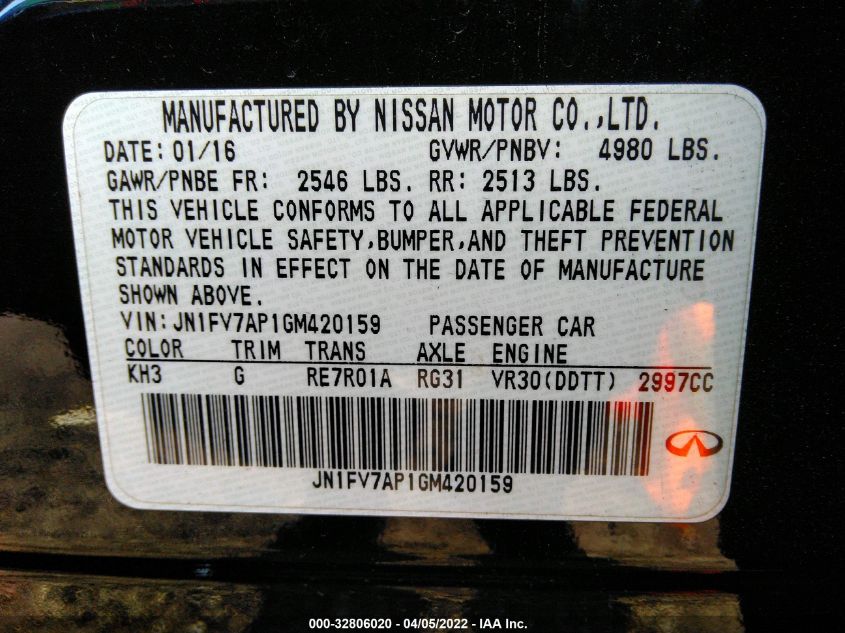 MANUFACTURED BY NISSAN MOTOR CO.,LTD.
DATE: 01/16 GVWR/PNBV: 4980 LBS.
GAWR/PNBE FR: 2546 LBS. RR: 2513 LBS.
THIS VEHICLE CONFORMS TO ALL APPLICABLE FEDERAL
MOTOR VEHICLE SAFETY,BUMPER,AND THEFT PREVENTION
STANDARDS IN EFFECT ON THE DATE OF MANUFACTURE
SHOWN ABOVE.
VIN: JN1FV7AP1GM420159 PASSENGER CAR
COLOR TRIM TRANS AXLE ENGINE
KH3 G RE7R01A RG31 VR30(DDTT) 2997CC
JN1FV7AP1GM420159
000-32806020 - 04/05/2022 - IAA Inc.